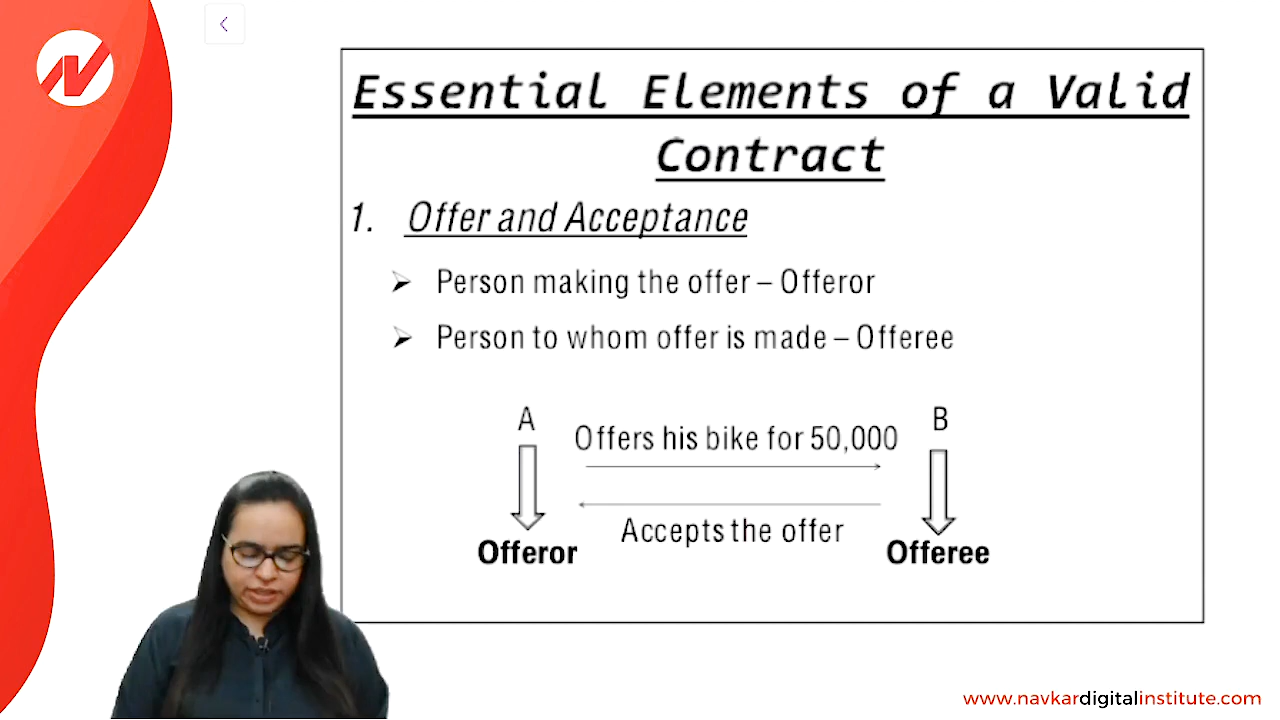 Essential Elements of a Valid
Contract
1. Offer and Acceptance
➢ Person making the offer – Offeror
➢ Person to whom offer is made – Offeree
A
Offers his bike for 50,000
B
Accepts the offer
Offeror
Offeree
www.navkardigitalinstitute.com